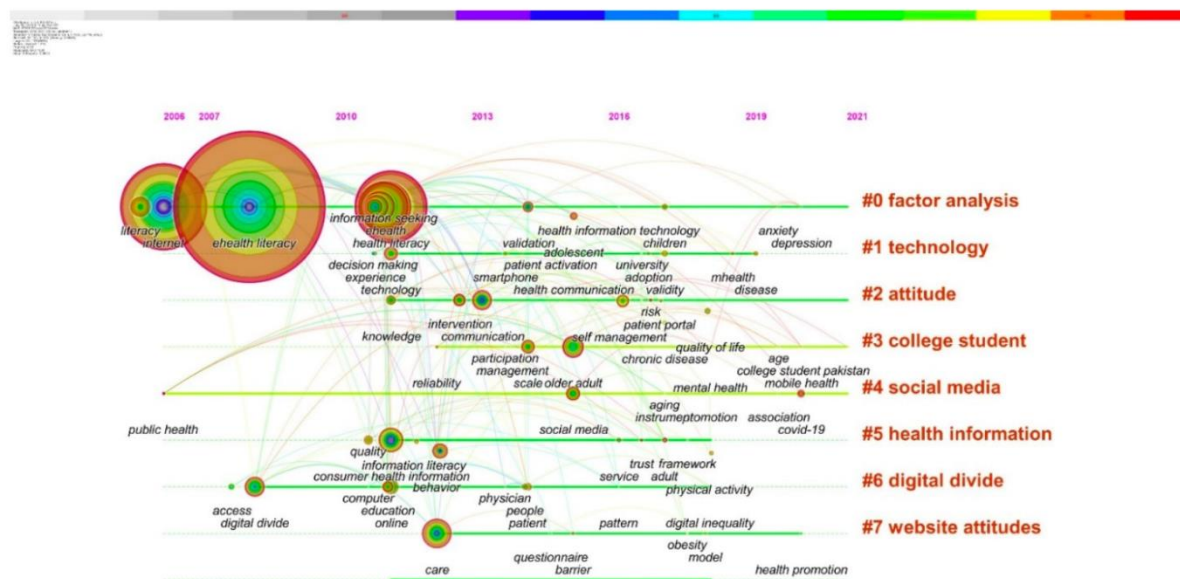 2006 2007 2010 2013 2016 2019 2021
#0 factor analysis
information seeking
literacy
internet
ehealth literacy
ehealth
health information technology
anxiety
health literacy
validation
adolescent
children
depression
#1 technology
decision making
patient activation
university
experience
smartphone
adoption
mhealth
technology
health communication
validity
disease
#2 attitude
risk
intervention
patient portal
knowledge
communication
self management
quality of life
#3 college student
participation
chronic disease
age
management
college student pakistan
reliability
scale
older adult
mental health
mobile health
#4 social media
aging
instrument
emotion
association
public health
social media
covid-19
#5 health information
quality
information literacy
trust
framework
consumer health information
service
adult
behavior
physical activity
#6 digital divide
computer
physician
access
education
people
digital divide
online
patient
pattern
digital inequality
#7 website attitudes
obesity
questionnaire
model
care
barrier
health promotion